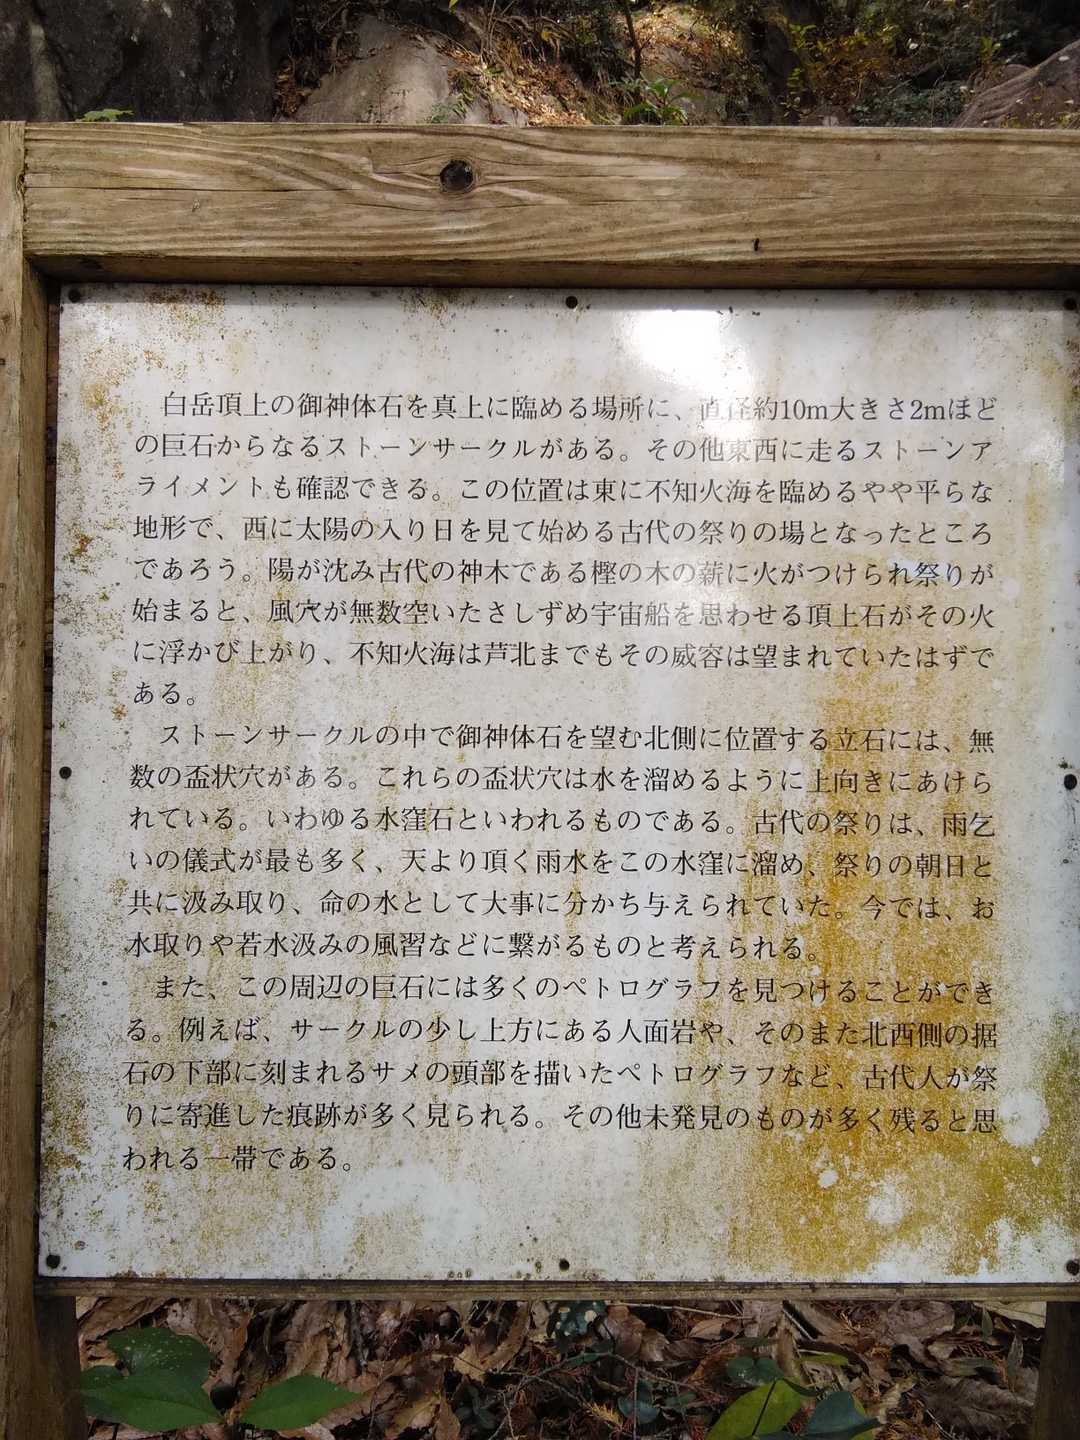 白岳頂上の御神体石を真上に臨める場所に、直径約10m大きさ2mほど
の巨石からなるストーンサークルがある。その他東西に走るストーンア
ライメントも確認できる。この位置は東に不知火海を臨めるやや平らな
地形で、西に太陽の入り日を見て始める古代の祭りの場となったところ
であろう。陽が沈み古代の神木である樫の木の薪に火がつけられ祭りが
始まると、風穴が無数空いたさしずめ宇宙船を思わせる頂上石がその火
に浮かび上がり、不知火海は芦北までもその威容は望まれていたはずで
ある。
ストーンサークルの中で御神体石を望む北側に位置する立石には、無
数の盃状穴がある。これらの盃状穴は水を溜めるように上向きにあけら
れている。いわゆる水窪石といわれるものである。古代の祭りは、雨乞
いの儀式が最も多く、天より頂く雨水をこの水窪に溜め、祭りの朝日と
共に汲み取り、命の水として大事に分かち与えられていた。今では、お
水取りや若水汲みの風習などに繋がるものと考えられる。
また、この周辺の巨石には多くのペトログラフを見つけることができ
る。例えば、サークルの少し上方にある人面岩や、そのまた北西側の据
石の下部に刻まれるサメの頭部を描いたペトログラフなど、古代人が祭
りに寄進した痕跡が多く見られる。その他未発見のものが多く残ると思
われる一帯である。